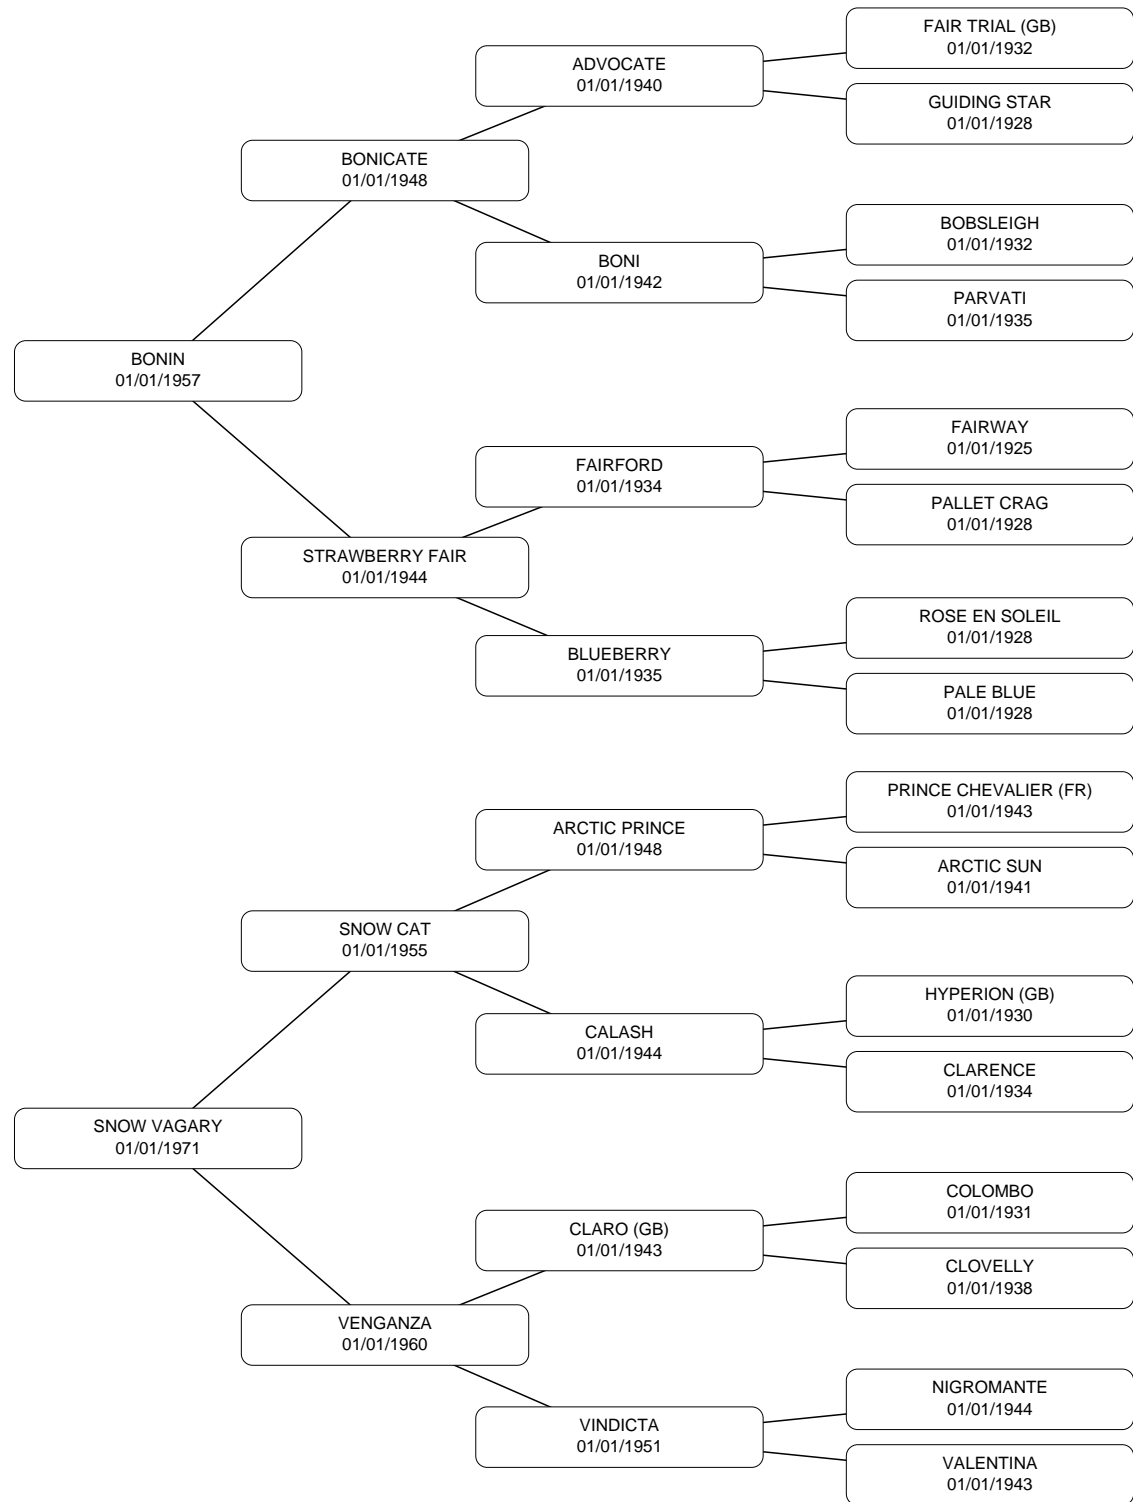 FAIR TRIAL (GB)
01/01/1932
ADVOCATE
01/01/1940
GUIDING STAR
01/01/1928
BONICATE
01/01/1948
BOBSLEIGH
01/01/1932
BONI
01/01/1942
PARVATI
01/01/1935
BONIN
01/01/1957
FAIRWAY
01/01/1925
FAIRFORD
01/01/1934
PALLET CRAG
01/01/1928
STRAWBERRY FAIR
01/01/1944
ROSE EN SOLEIL
01/01/1928
BLUEBERRY
01/01/1935
PALE BLUE
01/01/1928
PRINCE CHEVALIER (FR)
01/01/1943
ARCTIC PRINCE
01/01/1948
ARCTIC SUN
01/01/1941
SNOW CAT
01/01/1955
HYPERION (GB)
01/01/1930
CALASH
01/01/1944
CLARENCE
01/01/1934
SNOW VAGARY
01/01/1971
COLOMBO
01/01/1931
CLARO (GB)
01/01/1943
CLOVELLY
01/01/1938
VENGANZA
01/01/1960
NIGROMANTE
01/01/1944
VINDICTA
01/01/1951
VALENTINA
01/01/1943